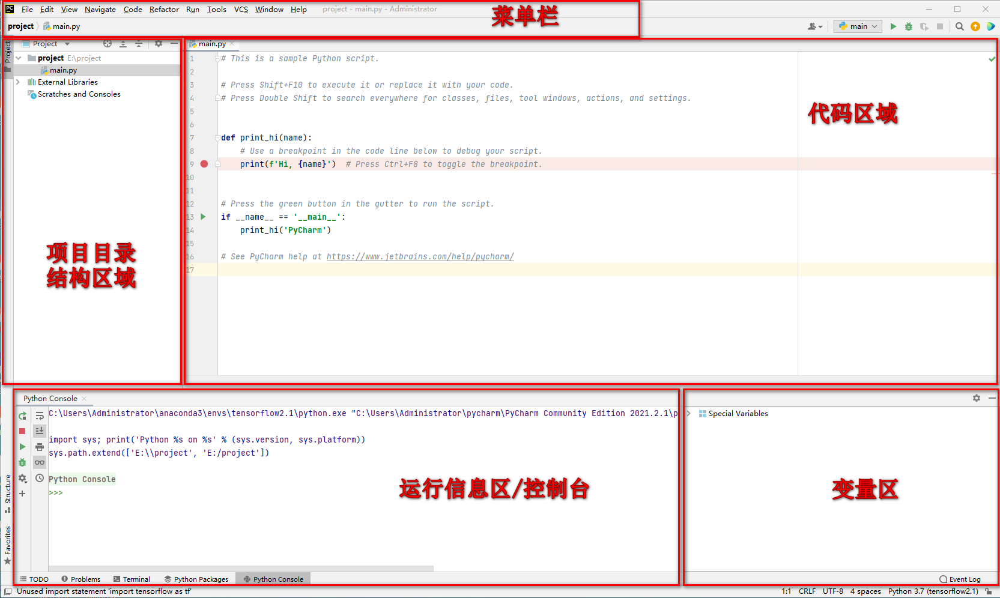 PC File Edit View Navigate Code Refactor Run Tools VCS Window Help project - main.py - Administrator
菜单栏
project main.py
main
Project
Project
main.py
project E:\project
main.py
External Libraries
Scratches and Consoles
项目目录
结构区域
1 # This is a sample Python script.
2
3 # Press Shift+F10 to execute it or replace it with your code.
4 # Press Double Shift to search everywhere for classes, files, tool windows, actions, and settings.
代码区域
5
6
7 def print_hi(name):
8 # Use a breakpoint in the code line below to debug your script.
9 print(f'Hi, {name}') # Press Ctrl+F8 to toggle the breakpoint.
10
11
12 # Press the green button in the gutter to run the script.
13 if __name__ == '__main__':
14 print_hi('PyCharm')
15
16 # See PyCharm help at https://www.jetbrains.com/help/pycharm/
17
Python Console
C:\Users\Administrator\anaconda3\envs\tensorflow2.1\python.exe "C:\Users\Administrator\pycharm\PyCharm Community Edition 2021.2.1\p
import sys; print('Python %s on %s' % (sys.version, sys.platform))
sys.path.extend(['E:\\project', 'E:/project'])
Python Console
>>>
运行信息区/控制台
Special Variables
变量区
Structure
Favorites
TODO Problems Terminal Python Packages Python Console Event Log
Unused import statement 'import tensorflow as tf' 1:1 CRLF UTF-8 4 spaces Python 3.7 (tensorflow2.1)